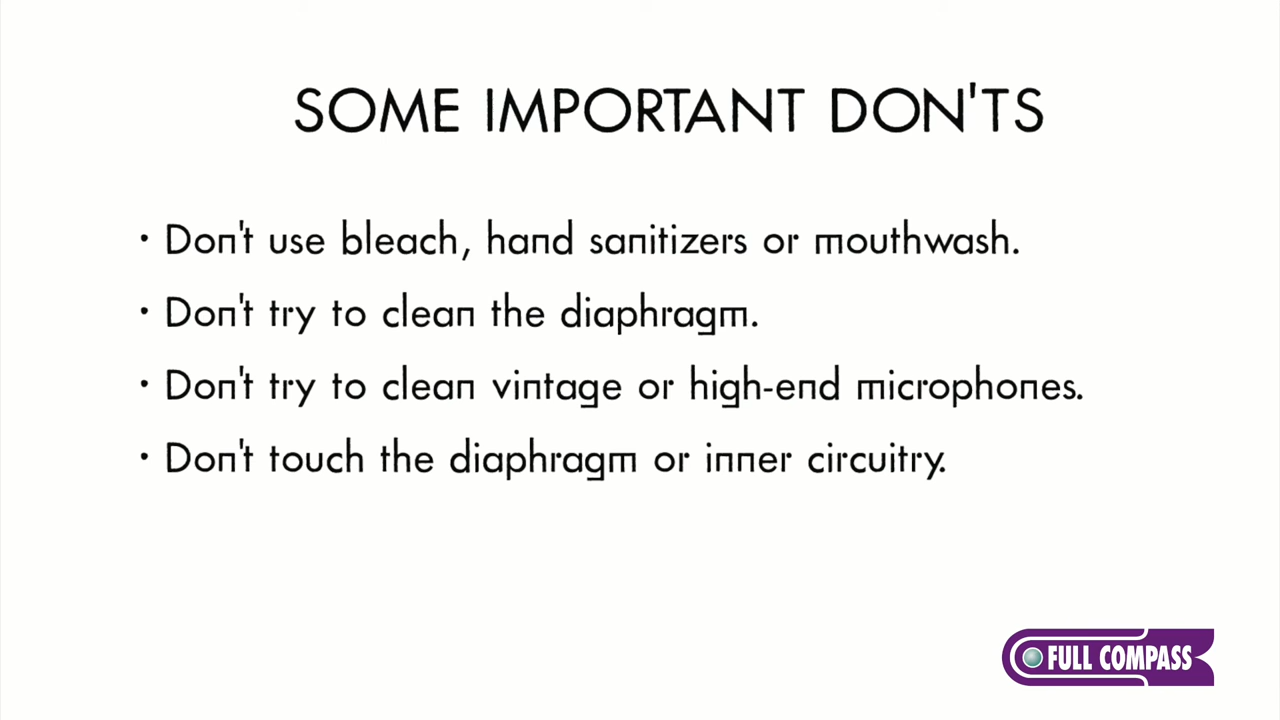 SOME IMPORTANT DON'TS
· Don't use bleach, hand sanitizers or mouthwash.
· Don't try to clean the diaphragm.
· Don't try to clean vintage or high-end microphones.
· Don't touch the diaphragm or inner circuitry.
FULL COMPASS